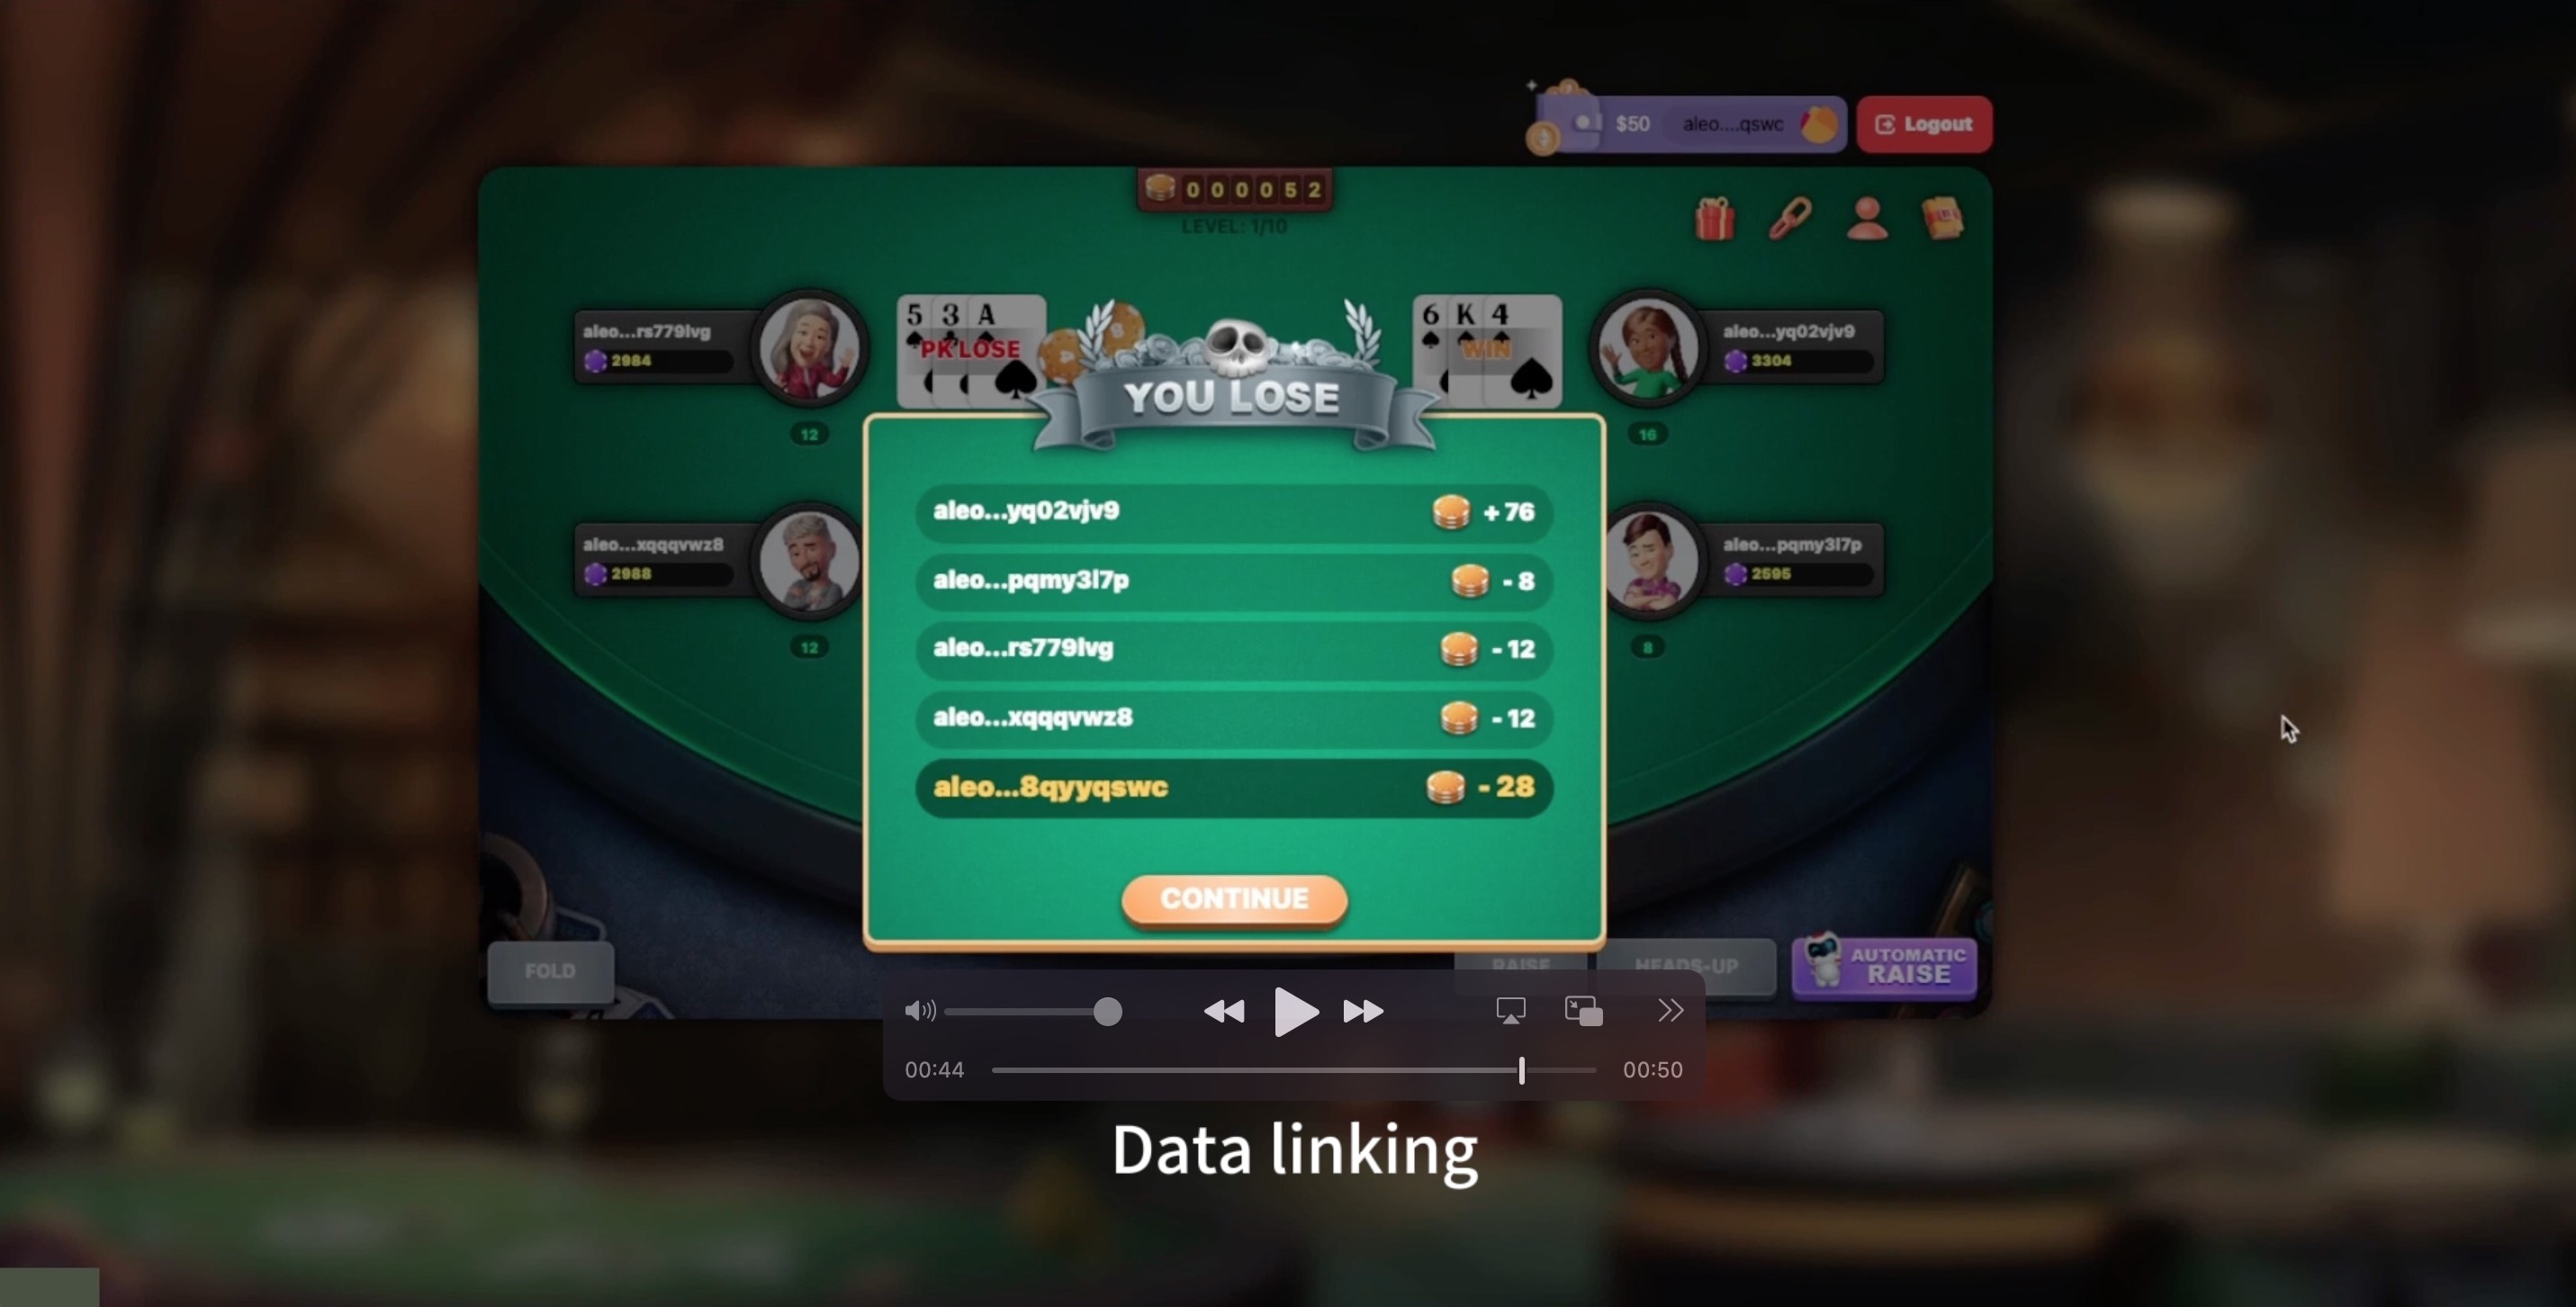 $50 aleo....qswc Logout
000052
LEVEL: 1/10
aleo...rs779lvg
2984
5 3 A
PK LOSE
6 K 4
WIN
aleo...yq02vjv9
3304
YOU LOSE
12
16
aleo...yq02vjv9 + 76
aleo...xqqqvwz8
2988
aleo...pqmy3l7p
2595
aleo...pqmy3l7p - 8
aleo...rs779lvg - 12
12
8
aleo...xqqqvwz8 - 12
aleo...8qyyqswc - 28
CONTINUE
FOLD
RAISE
HEADS-UP
AUTOMATIC
RAISE
00:44
00:50
Data linking